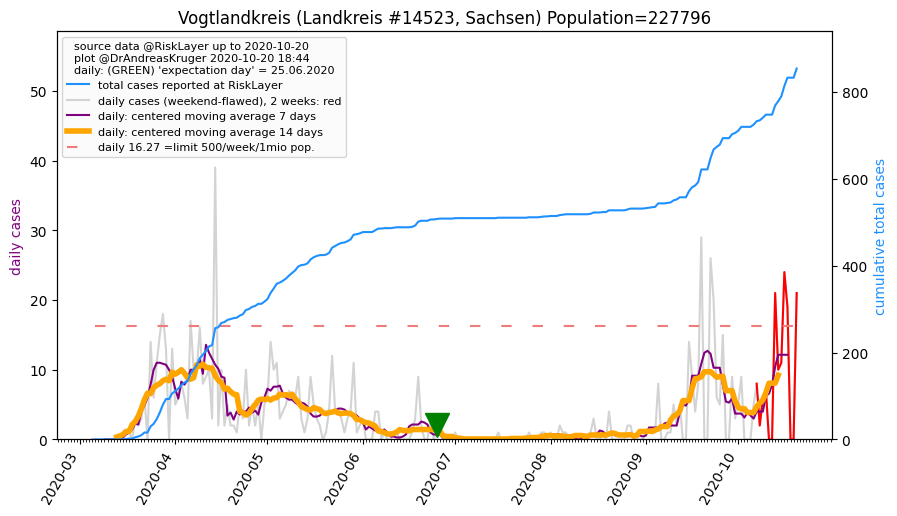 Vogtlandkreis (Landkreis #14523, Sachsen) Population=227796
source data @RiskLayer up to 2020-10-20
plot @DrAndreasKruger 2020-10-20 18:44
daily: (GREEN) 'expectation day' = 25.06.2020
total cases reported at RiskLayer
daily cases (weekend-flawed), 2 weeks: red
daily: centered moving average 7 days
daily: centered moving average 14 days
daily 16.27 =limit 500/week/1mio pop.
daily cases
50
40
30
20
10
0
cumulative total cases
800
600
400
200
0
2020-03
2020-04
2020-05
2020-06
2020-07
2020-08
2020-09
2020-10